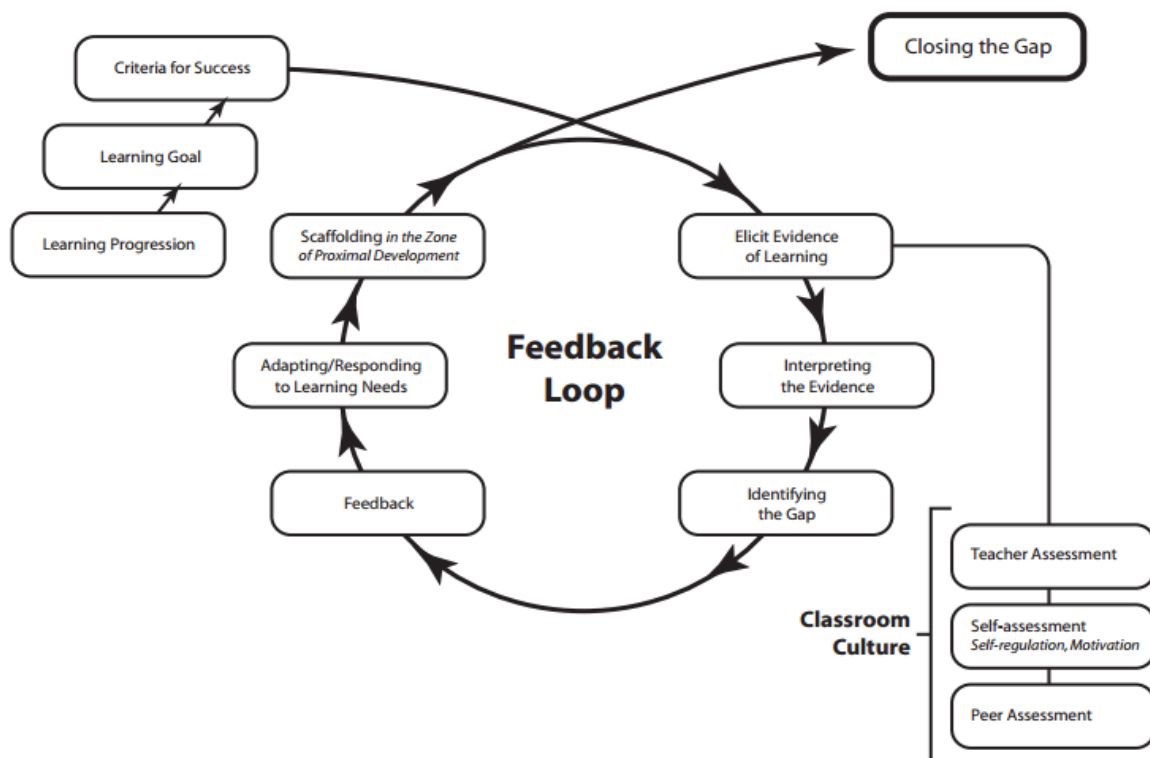 Closing the Gap
Criteria for Success
Learning Goal
Learning Progression
Scaffolding in the Zone
of Proximal Development
Elicit Evidence
of Learning
Feedback
Loop
Adapting/Responding
to Learning Needs
Interpreting
the Evidence
Feedback
Identifying
the Gap
Classroom
Culture
Teacher Assessment
Self-assessment
Self-regulation, Motivation
Peer Assessment